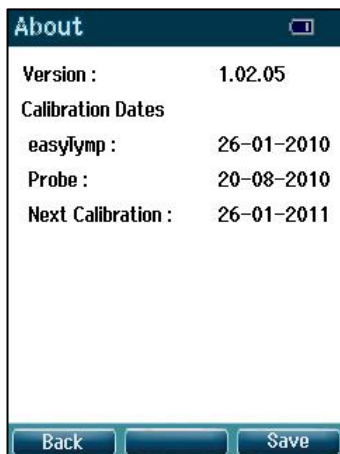 About
Version : 1.02.05
Calibration Dates
easyTymp : 26-01-2010
Probe : 20-08-2010
Next Calibration : 26-01-2011
Back Save